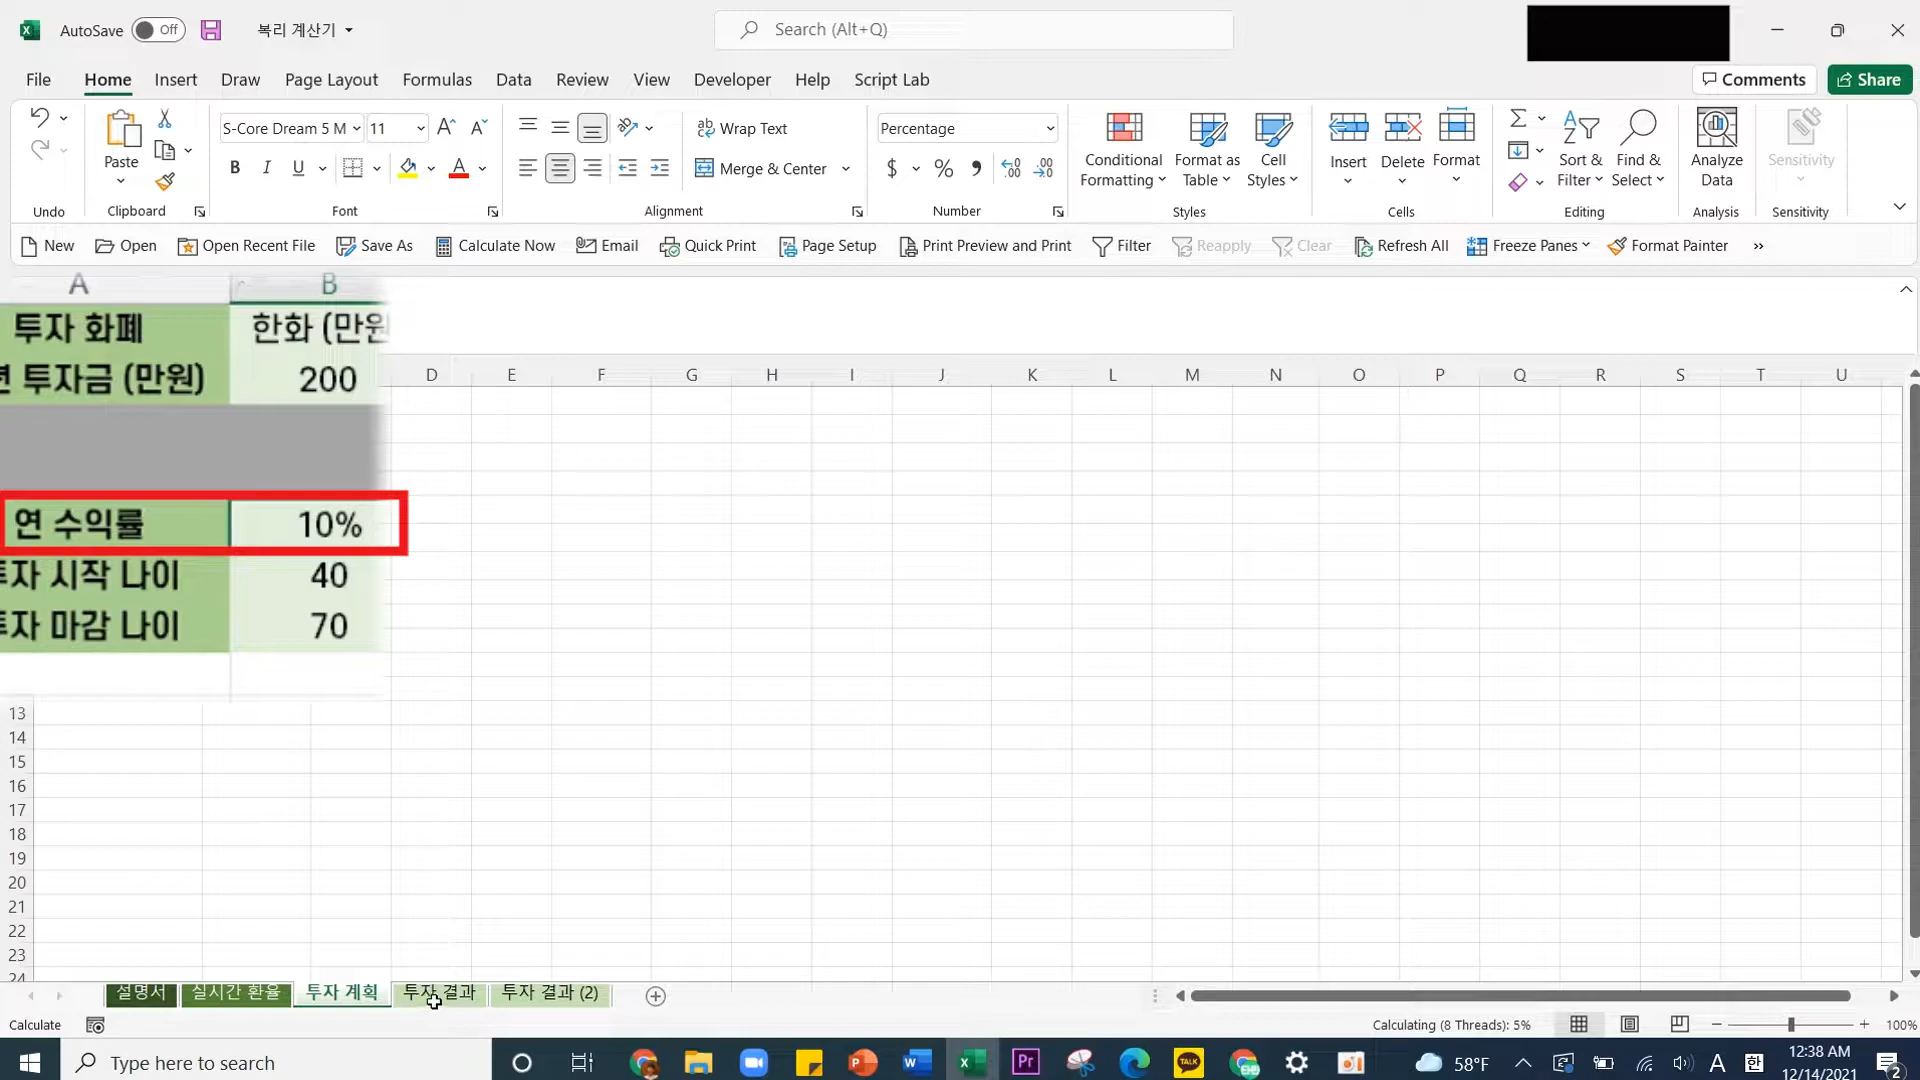 AutoSave Off 복리 계산기 Search (Alt+Q)
File Home Insert Draw Page Layout Formulas Data Review View Developer Help Script Lab Comments Share
S-Core Dream 5 M 11 Wrap Text Percentage
Paste Conditional Formatting Format as Table Cell Styles Insert Delete Format Sort & Filter Find & Select Analyze Data Sensitivity
B I U A Merge & Center $ %
Undo Clipboard Font Alignment Number Styles Cells Editing Analysis Sensitivity
New Open Open Recent File Save As Calculate Now Email Quick Print Page Setup Print Preview and Print Filter Reapply Clear Refresh All Freeze Panes Format Painter
A B
투자 화폐 한화 (만원
투자금 (만원) 200
D E F G H I J K L M N O P Q R S T U
연 수익률 10%
투자 시작 나이 40
투자 마감 나이 70
13
14
15
16
17
18
19
20
21
22
23
24
설명서 실시간 환율 투자 계획 투자 결과 투자 결과 (2)
Calculate Calculating (8 Threads): 5% 100%
Type here to search 58°F A 한 12:38 AM
12/14/2021 2